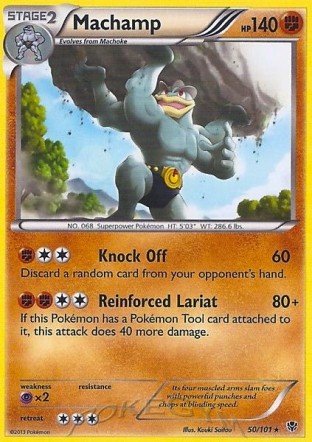 STAGE2
Machamp
HP140
Evolves from Machoke
NO. 068 Superpower Pokémon HT: 5'03" WT: 286.6 lbs.
Knock Off 60
Discard a random card from your opponent's hand.
Reinforced Lariat 80+
If this Pokémon has a Pokémon Tool card attached to
it, this attack does 40 more damage.
weakness resistance
×2
Its four muscled arms slam foes
with powerful punches and
chops at blinding speed.
retreat
©2013 Pokémon
Illus. Kouki Saitou
50/101★